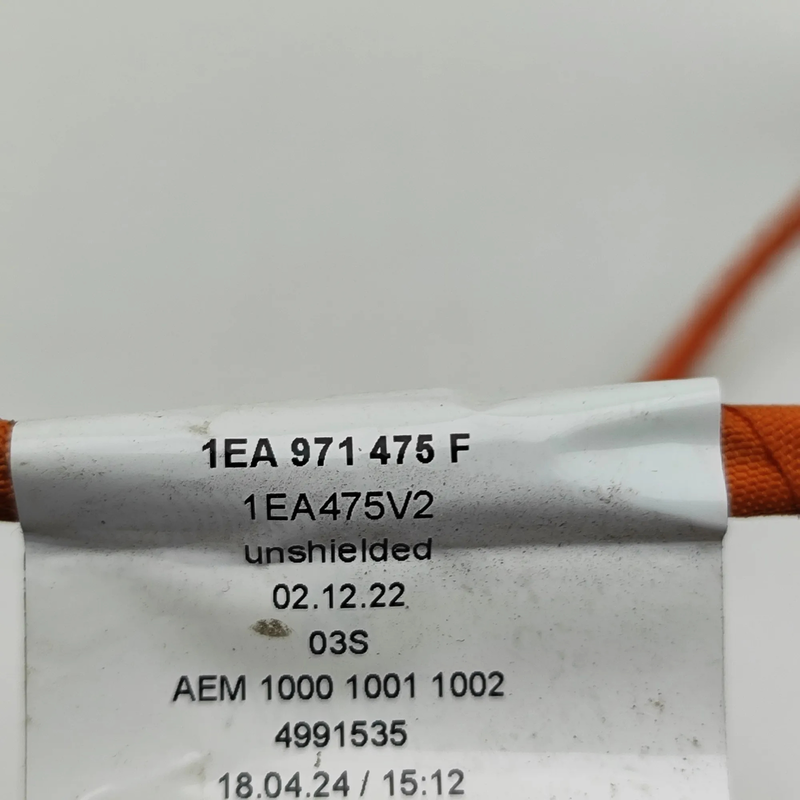 1EA 971 475 F
1EA475V2
unshielded
02.12.22
03S
AEM 1000 1001 1002
4991535
18.04.24 / 15:12